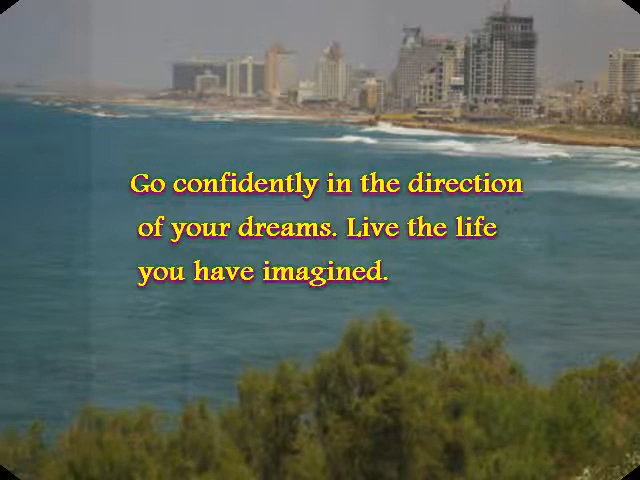 Go confidently in the direction
of your dreams. Live the life
you have imagined.